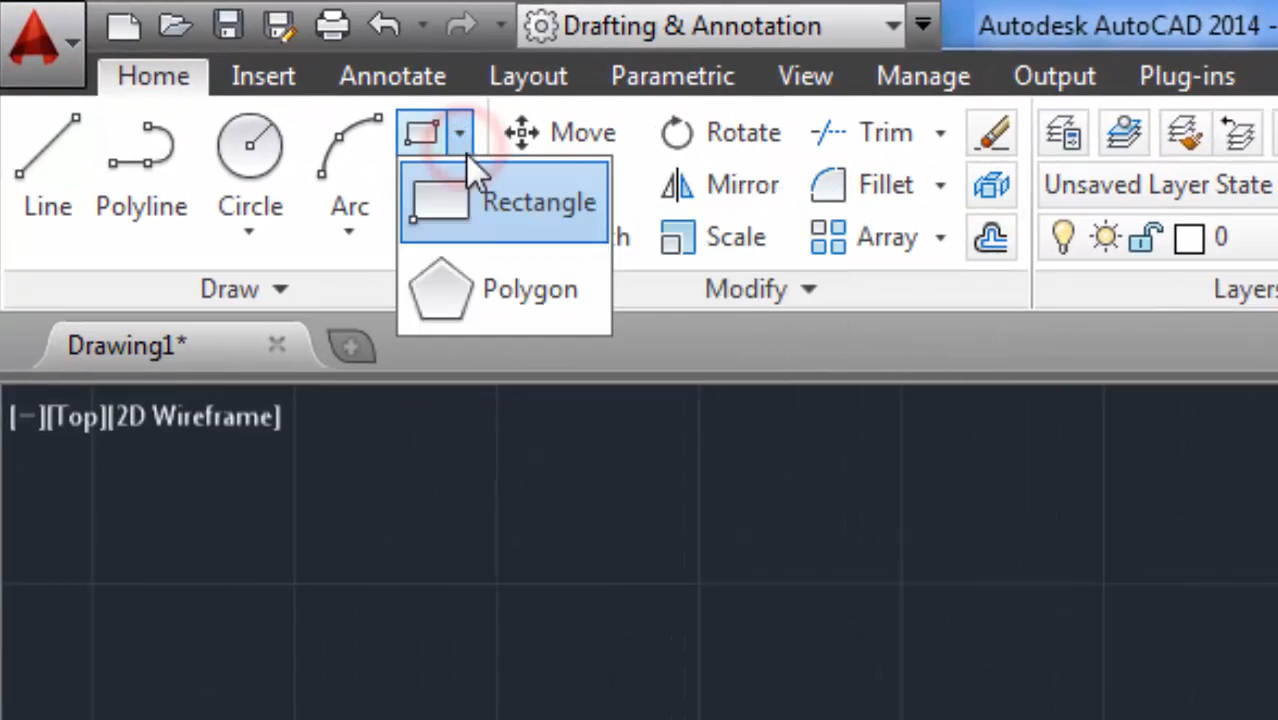 Drafting & Annotation
Autodesk AutoCAD 2014 -
Home Insert Annotate Layout Parametric View Manage Output Plug-ins
Move Rotate Trim
Rectangle Mirror Fillet Unsaved Layer State
Line Polyline Circle Arc
Scale Array 0
Polygon
Draw Modify Layers
Drawing1*
[−][Top][2D Wireframe]